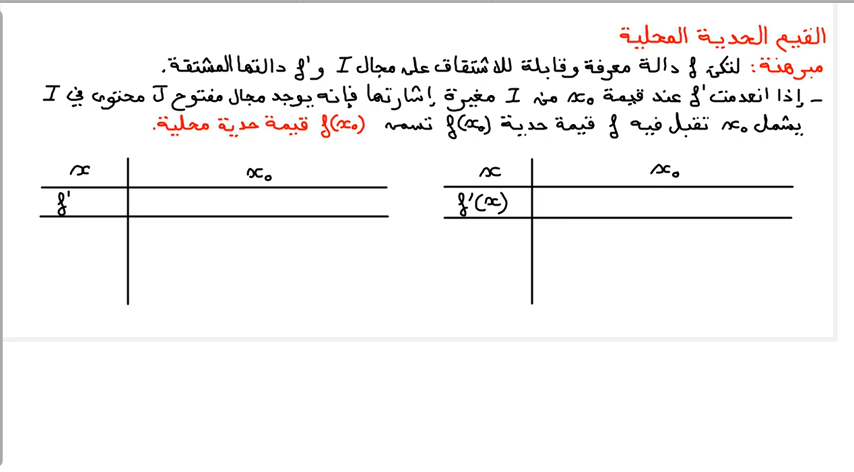 القيم الحدية المحلية
مبرهنة: لتكن f دالة معرفة وقابلة للاشتقاق على مجال I و f' دالتها المشتقة.
- إذا انعدمت f' عند قيمة x₀ من I مغيرة إشارتها فإنه يوجد مجال مفتوح J محتوى في I
يشمل x₀ تقبل فيه f قيمة حدية f(x₀) تسمى f(x₀) قيمة حدية محلية.
x x₀
f'
x x₀
f'(x)